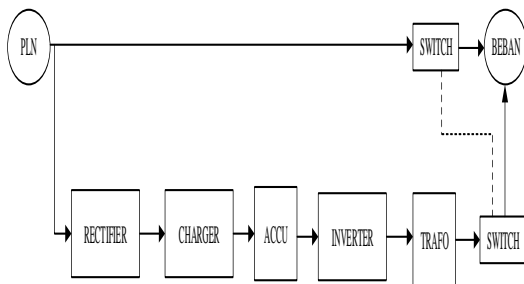 PLN
SWITCH
BEBAN
RECTIFIER
CHARGER
ACCU
INVERTER
TRAFO
SWITCH